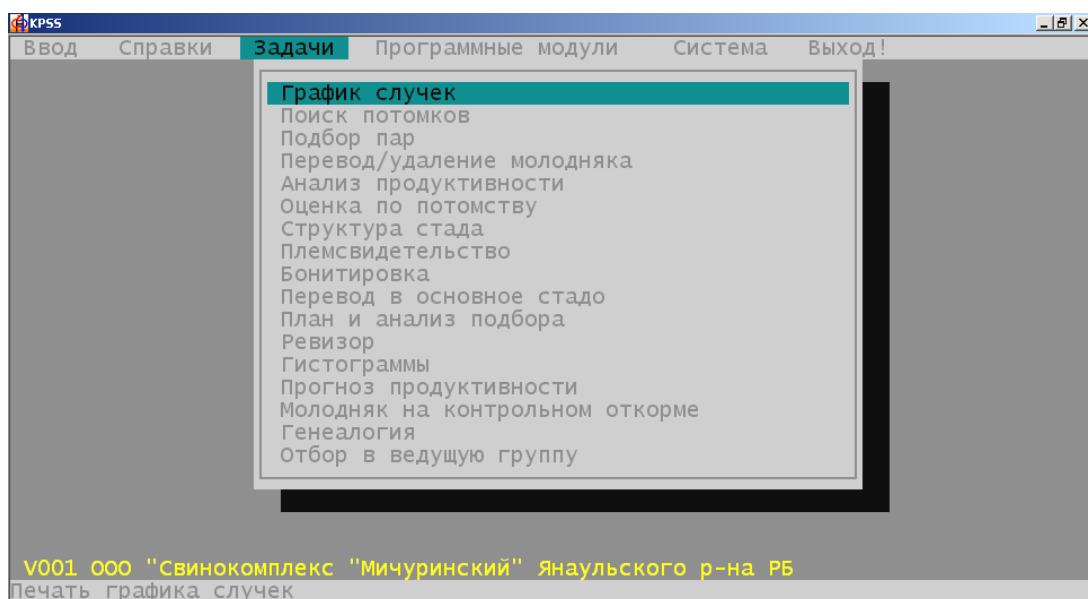 KPSS
Ввод Справки Задачи Программные модули Система Выход!
График случек
Поиск потомков
Подбор пар
Перевод/удаление молодняка
Анализ продуктивности
Оценка по потомству
Структура стада
Племсвидетельство
Бонитировка
Перевод в основное стадо
План и анализ подбора
Ревизор
Гистограммы
Прогноз продуктивности
Молодняк на контрольном откорме
Генеалогия
Отбор в ведущую группу
V001 ООО "Свинокомплекс "Мичуринский" Янаульского р-на РБ
Печать графика случек